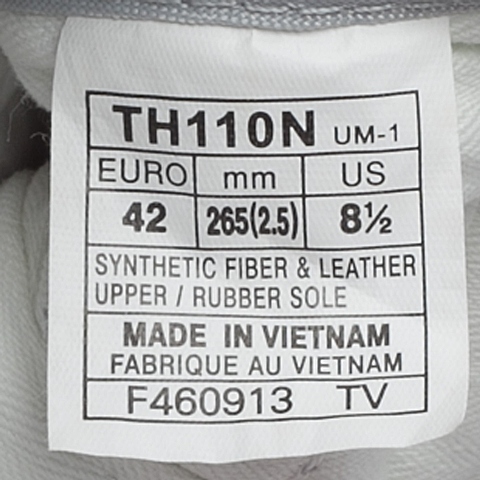 TH110N UM-1
EURO mm US
42 265(2.5) 8½
SYNTHETIC FIBER & LEATHER
UPPER / RUBBER SOLE
MADE IN VIETNAM
FABRIQUE AU VIETNAM
F460913 TV